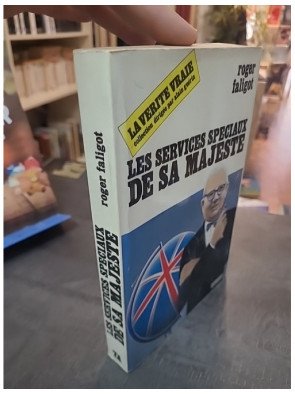 LA VERITE VRAIE
roger
faligot
LES SERVICES SPECIAUX
DE SA MAJESTE
roger faligot
LES SERVICES SPECIAUX
DE SA MAJESTE